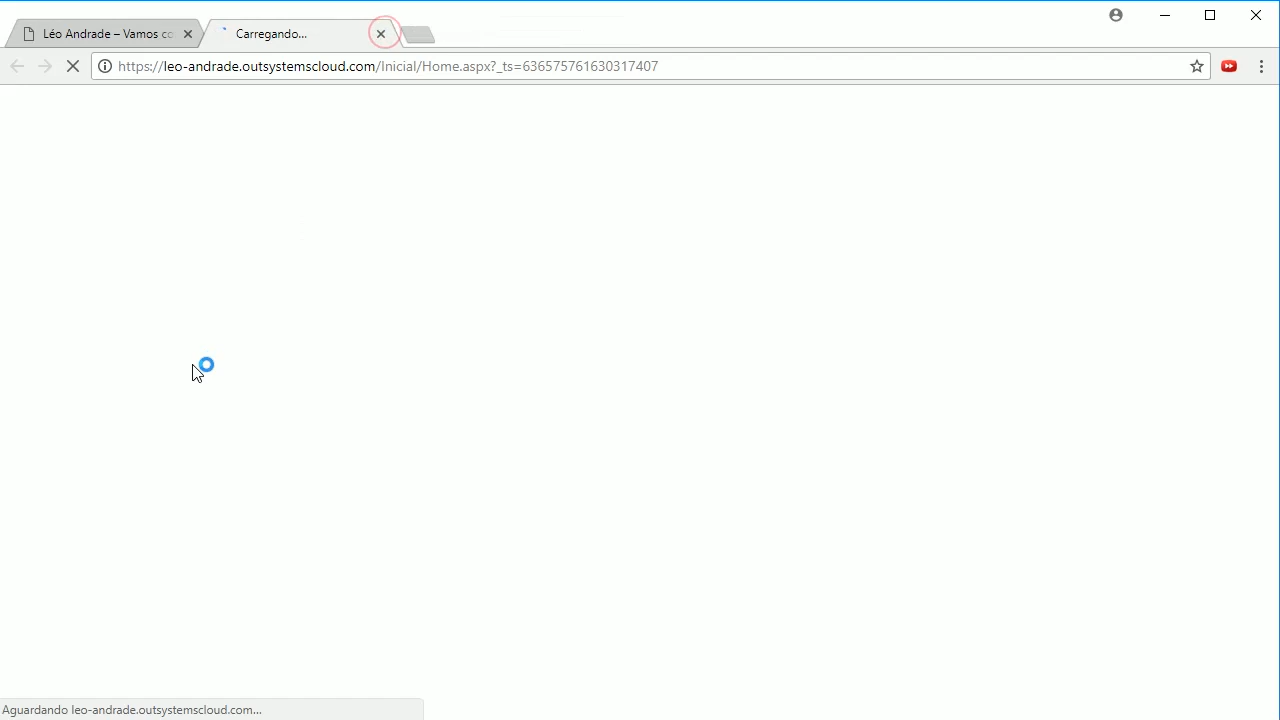 Léo Andrade – Vamos co
Carregando...
https://leo-andrade.outsystemscloud.com/Inicial/Home.aspx?_ts=636575761630317407
Aguardando leo-andrade.outsystemscloud.com...